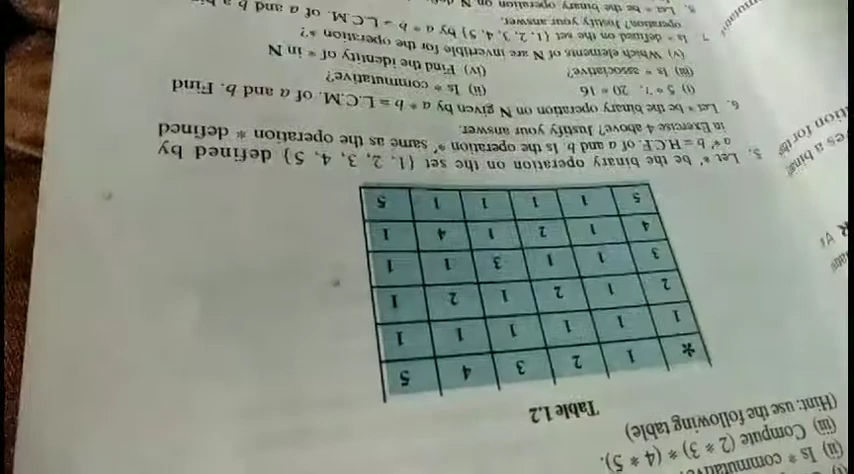 (ii) Is * commutative
(iii) Compute (2 * 3) * (4 * 5).
(Hint: use the following table)
Table 1.2
* 1 2 3 4 5
1 1 1 1 1 1
2 1 2 1 2 1
3 1 1 3 1 1
4 1 2 1 4 1
5 1 1 1 1 5
5. Let *′ be the binary operation on the set {1, 2, 3, 4, 5} defined by
a *′ b = H.C.F. of a and b. Is the operation *′ same as the operation * defined
in Exercise 4 above? Justify your answer.
6. Let * be the binary operation on N given by a * b = L.C.M. of a and b. Find
(i) 5 * 7, 20 * 16 (ii) Is * commutative?
(iii) Is * associative? (iv) Find the identity of * in N
(v) Which elements of N are invertible for the operation *?
7. Is * defined on the set {1, 2, 3, 4, 5} by a * b = L.C.M. of a and b a
operation? Justify your answer.
8. Let * be the binary operation on N